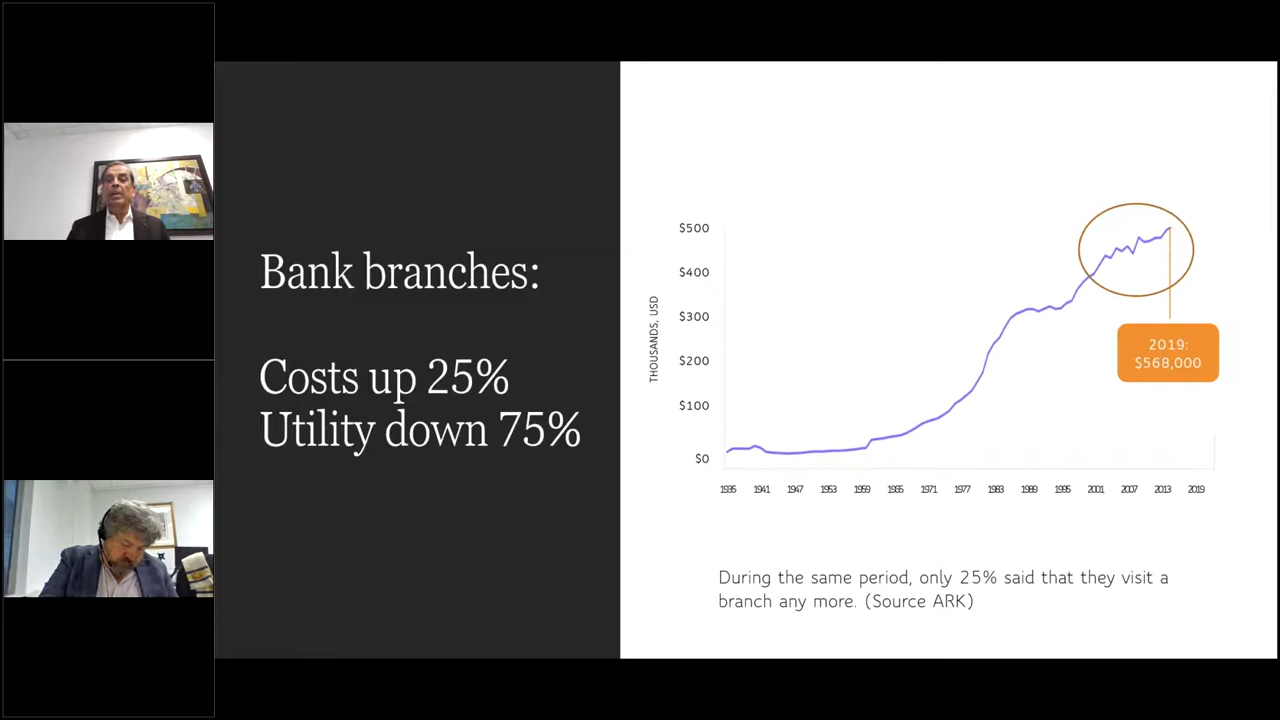 Bank branches:
Costs up 25%
Utility down 75%
THOUSANDS, USD
$500
$400
$300
$200
$100
$0
1935 1941 1947 1953 1959 1965 1971 1977 1983 1989 1995 2001 2007 2013 2019
2019:
$568,000
During the same period, only 25% said that they visit a
branch any more. (Source ARK)